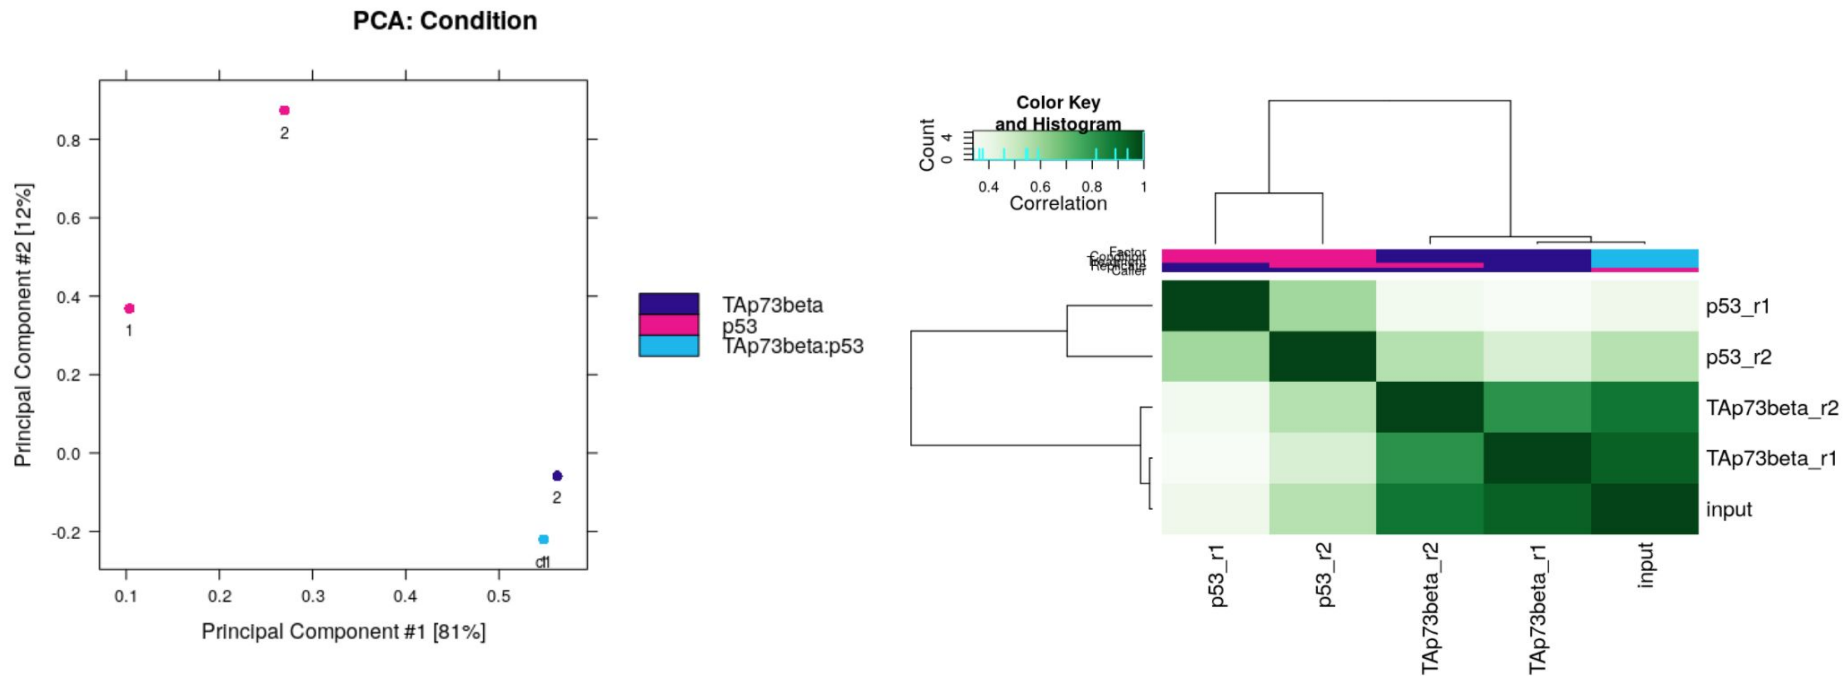 PCA: Condition
Principal Component #2 [12%]
0.8
0.6
0.4
0.2
0.0
-0.2
2
1
2
0.1
0.2
0.3
0.4
0.5
Principal Component #1 [81%]
TAp73beta
p53
TAp73beta:p53
Color Key
and Histogram
Count
0 4
0.4 0.6 0.8 1
Correlation
Factor
Condition
Treatment
Replicate
Caller
p53_r1
p53_r2
TAp73beta_r2
TAp73beta_r1
input
p53_r1
p53_r2
TAp73beta_r2
TAp73beta_r1
input